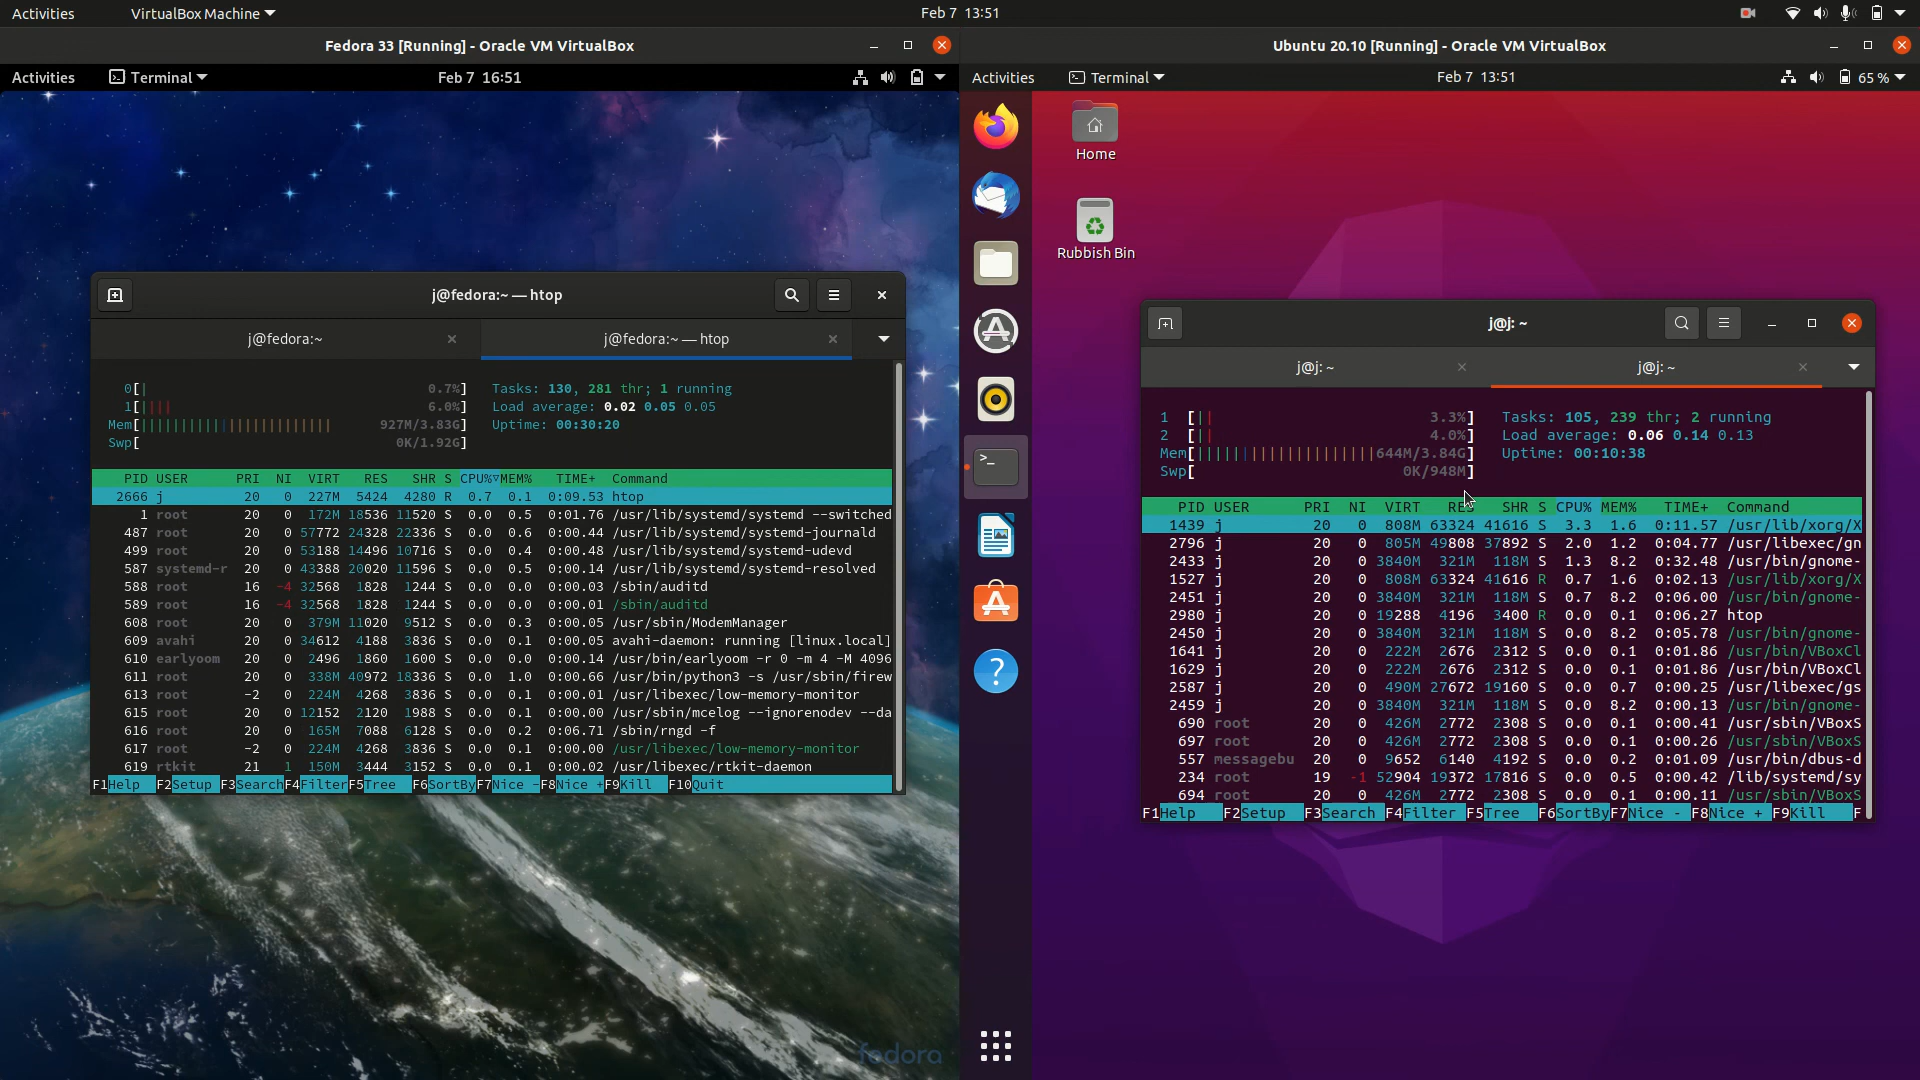 Activities VirtualBox Machine Feb 7 13:51
Fedora 33 [Running] - Oracle VM VirtualBox
Activities Terminal Feb 7 16:51
j@fedora:~ — htop
j@fedora:~ j@fedora:~ — htop
0[| 0.7%] Tasks: 130, 281 thr; 1 running
1[|||| 6.0%] Load average: 0.02 0.05 0.05
Mem[|||||||||||||||||||||||| 927M/3.83G] Uptime: 00:30:20
Swp[ 0K/1.92G]
PID USER PRI NI VIRT RES SHR S CPU%▽MEM% TIME+ Command
2666 j 20 0 227M 5424 4280 R 0.7 0.1 0:09.53 htop
1 root 20 0 172M 18536 11520 S 0.0 0.5 0:01.76 /usr/lib/systemd/systemd --switched
487 root 20 0 57772 24328 22336 S 0.0 0.6 0:00.44 /usr/lib/systemd/systemd-journald
499 root 20 0 53188 14496 10716 S 0.0 0.4 0:00.48 /usr/lib/systemd/systemd-udevd
587 systemd-r 20 0 43388 20020 11596 S 0.0 0.5 0:00.14 /usr/lib/systemd/systemd-resolved
588 root 16 -4 32568 1828 1244 S 0.0 0.0 0:00.03 /sbin/auditd
589 root 16 -4 32568 1828 1244 S 0.0 0.0 0:00.01 /sbin/auditd
608 root 20 0 379M 11020 9512 S 0.0 0.3 0:00.05 /usr/sbin/ModemManager
609 avahi 20 0 34612 4188 3836 S 0.0 0.1 0:00.05 avahi-daemon: running [linux.local]
610 earlyoom 20 0 2496 1860 1600 S 0.0 0.0 0:00.14 /usr/bin/earlyoom -r 0 -m 4 -M 4096
611 root 20 0 338M 40972 18336 S 0.0 1.0 0:00.66 /usr/bin/python3 -s /usr/sbin/firew
613 root -2 0 224M 4268 3836 S 0.0 0.1 0:00.01 /usr/libexec/low-memory-monitor
615 root 20 0 12152 2120 1988 S 0.0 0.1 0:00.00 /usr/sbin/mcelog --ignorenodev --da
616 root 20 0 165M 7088 6128 S 0.0 0.2 0:06.71 /sbin/rngd -f
617 root -2 0 224M 4268 3836 S 0.0 0.1 0:00.00 /usr/libexec/low-memory-monitor
619 rtkit 21 1 150M 3444 3152 S 0.0 0.1 0:00.02 /usr/libexec/rtkit-daemon
F1Help F2Setup F3SearchF4FilterF5Tree F6SortByF7Nice -F8Nice +F9Kill F10Quit
fedora
Ubuntu 20.10 [Running] - Oracle VM VirtualBox
Activities Terminal Feb 7 13:51 65 %
Home
Rubbish Bin
j@j: ~
j@j: ~ j@j: ~
1 [|| 3.3%] Tasks: 105, 239 thr; 2 running
2 [|| 4.0%] Load average: 0.06 0.14 0.13
Mem[||||||||||||||||||||644M/3.84G] Uptime: 00:10:38
Swp[ 0K/948M]
PID USER PRI NI VIRT RES SHR S CPU% MEM% TIME+ Command
1439 j 20 0 808M 63324 41616 S 3.3 1.6 0:11.57 /usr/lib/xorg/X
2796 j 20 0 805M 49808 37892 S 2.0 1.2 0:04.77 /usr/libexec/gn
2433 j 20 0 3840M 321M 118M S 1.3 8.2 0:32.48 /usr/bin/gnome-
1527 j 20 0 808M 63324 41616 R 0.7 1.6 0:02.13 /usr/lib/xorg/X
2451 j 20 0 3840M 321M 118M S 0.7 8.2 0:06.00 /usr/bin/gnome-
2980 j 20 0 19288 4196 3400 R 0.0 0.1 0:06.27 htop
2450 j 20 0 3840M 321M 118M S 0.0 8.2 0:05.78 /usr/bin/gnome-
1641 j 20 0 222M 2676 2312 S 0.0 0.1 0:01.86 /usr/bin/VBoxCl
1629 j 20 0 222M 2676 2312 S 0.0 0.1 0:01.86 /usr/bin/VBoxCl
2587 j 20 0 490M 27672 19160 S 0.0 0.7 0:00.25 /usr/libexec/gs
2459 j 20 0 3840M 321M 118M S 0.0 8.2 0:00.13 /usr/bin/gnome-
690 root 20 0 426M 2772 2308 S 0.0 0.1 0:00.41 /usr/sbin/VBoxS
697 root 20 0 426M 2772 2308 S 0.0 0.1 0:00.26 /usr/sbin/VBoxS
557 messagebu 20 0 9652 6140 4192 S 0.0 0.2 0:01.09 /usr/bin/dbus-d
234 root 19 -1 52904 19372 17816 S 0.0 0.5 0:00.42 /lib/systemd/sy
694 root 20 0 426M 2772 2308 S 0.0 0.1 0:00.11 /usr/sbin/VBoxS
F1Help F2Setup F3Search F4Filter F5Tree F6SortByF7Nice - F8Nice + F9Kill F